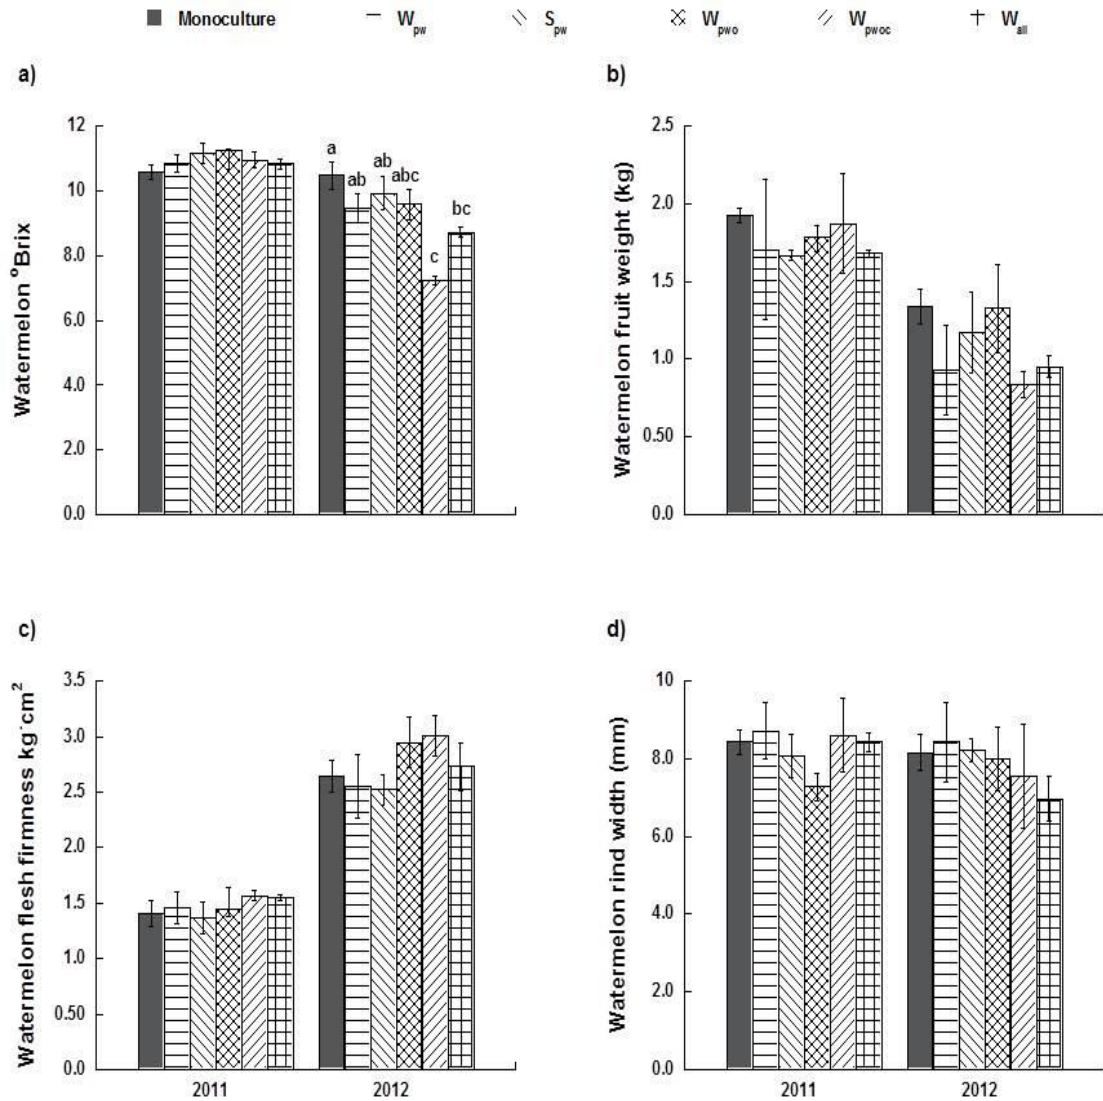 Monoculture W_pw S_pw W_pwo W_pwoc W_all
a)
Watermelon °Brix
12
10
8.0
6.0
4.0
2.0
0.0
a
ab
ab
abc
c
bc
b)
Watermelon fruit weight (kg)
2.5
2.0
1.5
1.0
0.50
0.0
c)
Watermelon flesh firmness kg·cm²
3.5
3.0
2.5
2.0
1.5
1.0
0.50
0.0
2011 2012
d)
Watermelon rind width (mm)
10
8.0
6.0
4.0
2.0
0.0
2011 2012